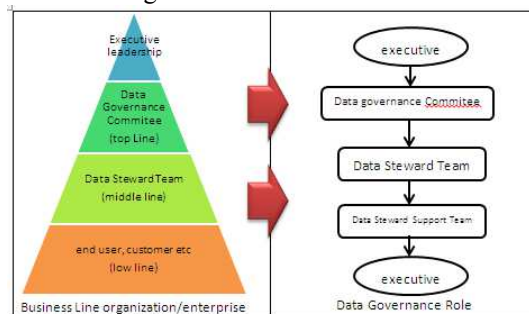 Executive
leadership
Data
Governance
Commitee
(top Line)
Data Steward Team
(middle line)
end user, customer etc
(low line)
Business Line organization/enterprise
executive
Data governance Commitee
Data Steward Team
Data Steward Support Team
executive
Data Governance Role